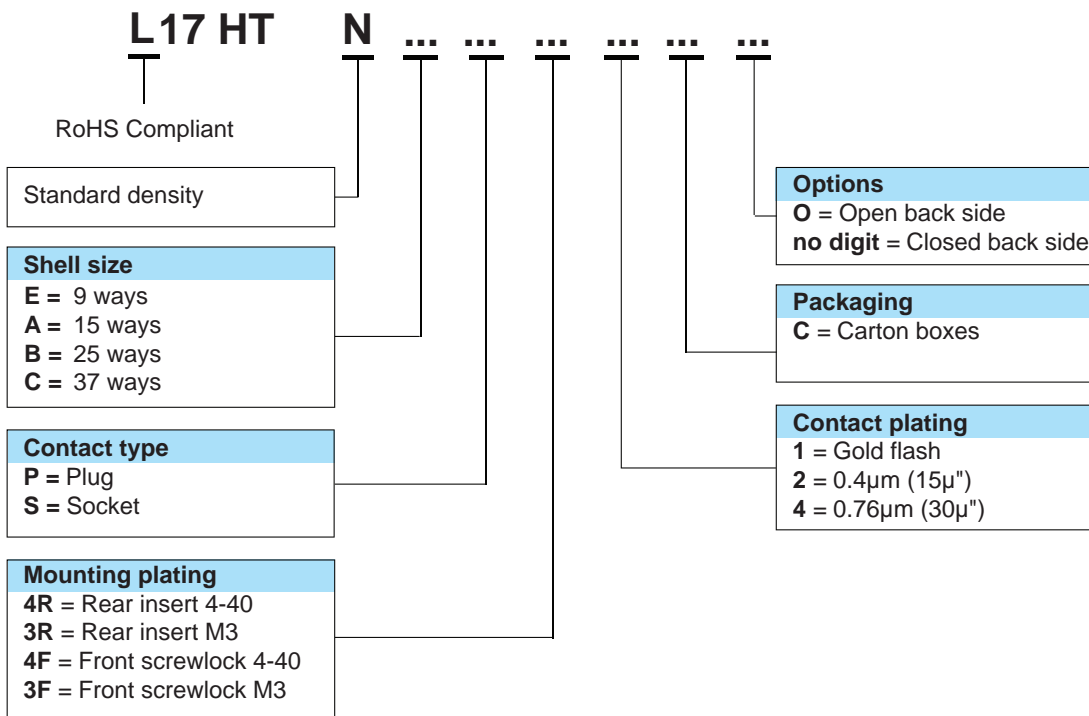 L17 HT N ... ... ... ... ... ...
RoHS Compliant
Standard density
Shell size
E = 9 ways
A = 15 ways
B = 25 ways
C = 37 ways
Contact type
P = Plug
S = Socket
Mounting plating
4R = Rear insert 4-40
3R = Rear insert M3
4F = Front screwlock 4-40
3F = Front screwlock M3
Options
O = Open back side
no digit = Closed back side
Packaging
C = Carton boxes
Contact plating
1 = Gold flash
2 = 0.4µm (15µ")
4 = 0.76µm (30µ")